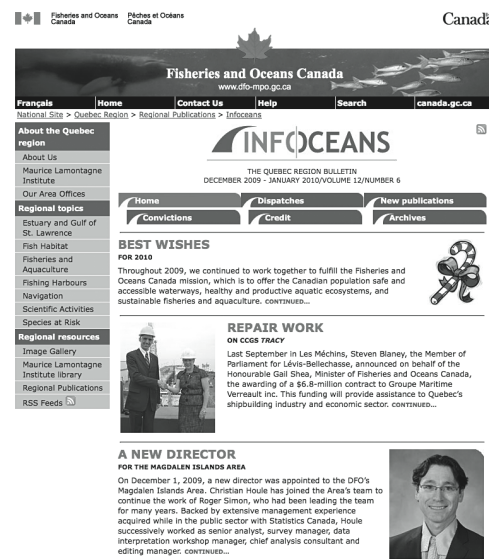 Fisheries and Oceans Pêches et Océans
Canada Canada
Canada
Fisheries and Oceans Canada
www.dfo-mpo.gc.ca
Français Home Contact Us Help Search canada.gc.ca
National Site > Quebec Region > Regional Publications > Infoceans
About the Quebec
region
About Us
Maurice Lamontagne
Institute
Our Area Offices
Regional topics
Estuary and Gulf of
St. Lawrence
Fish Habitat
Fisheries and
Aquaculture
Fishing Harbours
Navigation
Scientific Activities
Species at Risk
Regional resources
Image Gallery
Maurice Lamontagne
Institute library
Regional Publications
RSS Feeds
INFOCEANS
THE QUEBEC REGION BULLETIN
DECEMBER 2009 - JANUARY 2010/VOLUME 12/NUMBER 6
Home Dispatches New publications
Convictions Credit Archives
BEST WISHES
FOR 2010
Throughout 2009, we continued to work together to fulfill the Fisheries and
Oceans Canada mission, which is to offer the Canadian population safe and
accessible waterways, healthy and productive aquatic ecosystems, and
sustainable fisheries and aquaculture. CONTINUED...
REPAIR WORK
ON CCGS TRACY
Last September in Les Méchins, Steven Blaney, the Member of
Parliament for Lévis-Bellechasse, announced on behalf of the
Honourable Gail Shea, Minister of Fisheries and Oceans Canada,
the awarding of a $6.8-million contract to Groupe Maritime
Verreault inc. This funding will provide assistance to Quebec's
shipbuilding industry and economic sector. CONTINUED...
A NEW DIRECTOR
FOR THE MAGDALEN ISLANDS AREA
On December 1, 2009, a new director was appointed to the DFO's
Magdalen Islands Area. Christian Houle has joined the Area's team to
continue the work of Roger Simon, who had been leading the team
for many years. Backed by extensive management experience
acquired while in the public sector with Statistics Canada, Houle
successively worked as senior analyst, survey manager, data
interpretation workshop manager, chief analysis consultant and
editing manager. CONTINUED...